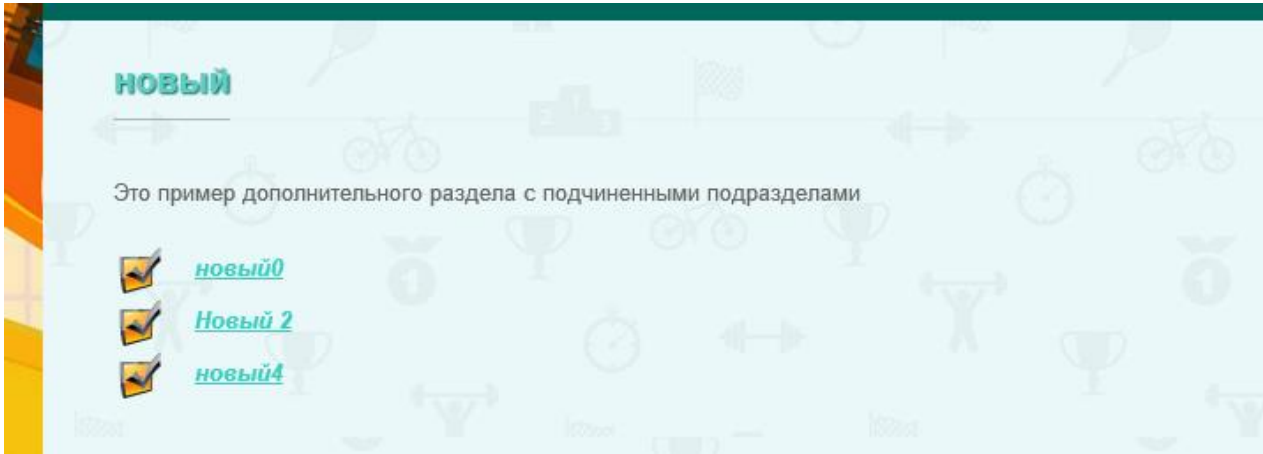 новый
Это пример дополнительного раздела с подчиненными подразделами
новый0
Новый 2
новый4